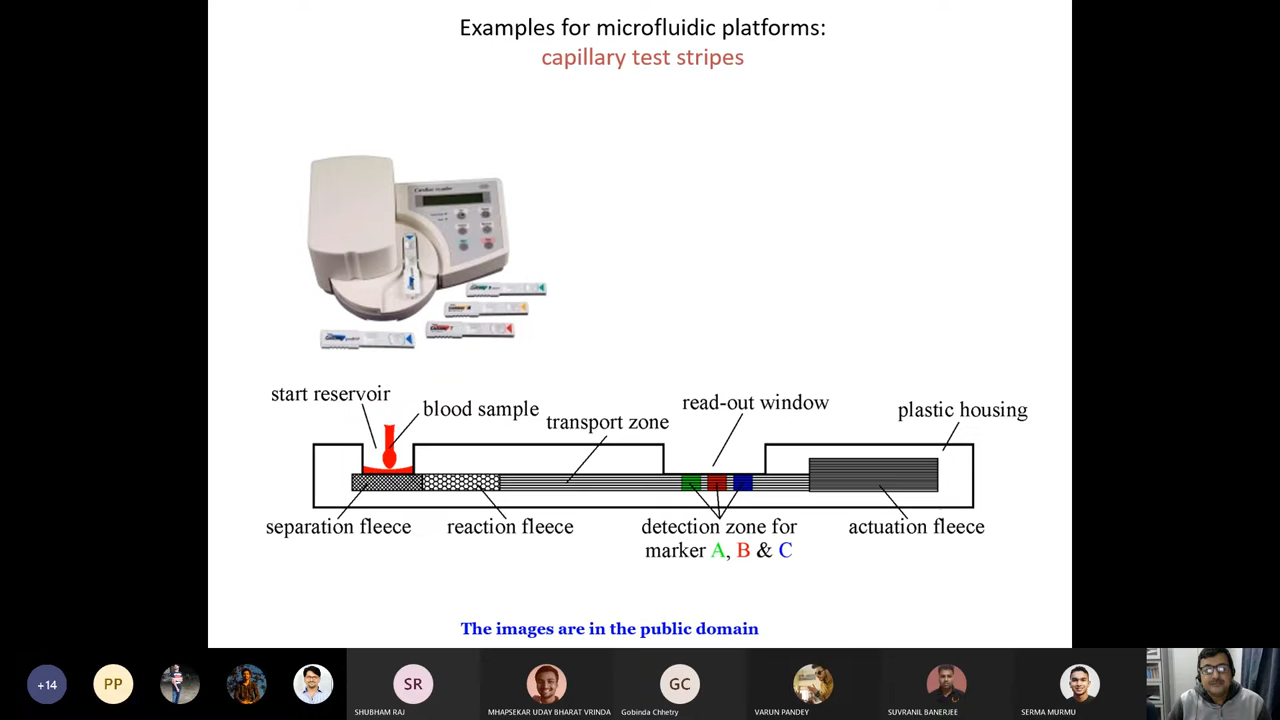 Examples for microfluidic platforms:
capillary test stripes
Cardiac reader
start reservoir
blood sample
transport zone
read-out window
plastic housing
separation fleece
reaction fleece
detection zone for
marker A, B & C
actuation fleece
The images are in the public domain
+14
PP
SR
GC
SHUBHAM RAJ
MHAPSEKAR UDAY BHARAT VRINDA
Gobinda Chhetry
VARUN PANDEY
SUVRANIL BANERJEE
SERMA MURMU